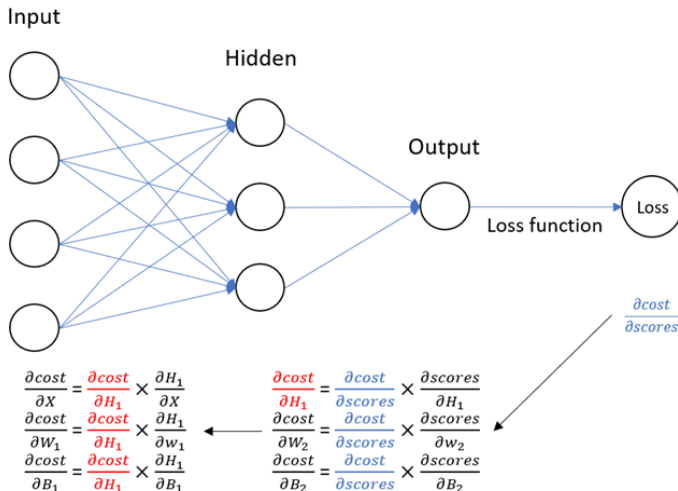 Input
Hidden
Output
Loss
Loss function
∂cost/∂scores
∂cost/∂X = ∂cost/∂H₁ × ∂H₁/∂X
∂cost/∂W₁ = ∂cost/∂H₁ × ∂H₁/∂w₁
∂cost/∂B₁ = ∂cost/∂H₁ × ∂H₁/∂B₁
∂cost/∂H₁ = ∂cost/∂scores × ∂scores/∂H₁
∂cost/∂W₂ = ∂cost/∂scores × ∂scores/∂w₂
∂cost/∂B₂ = ∂cost/∂scores × ∂scores/∂B₂